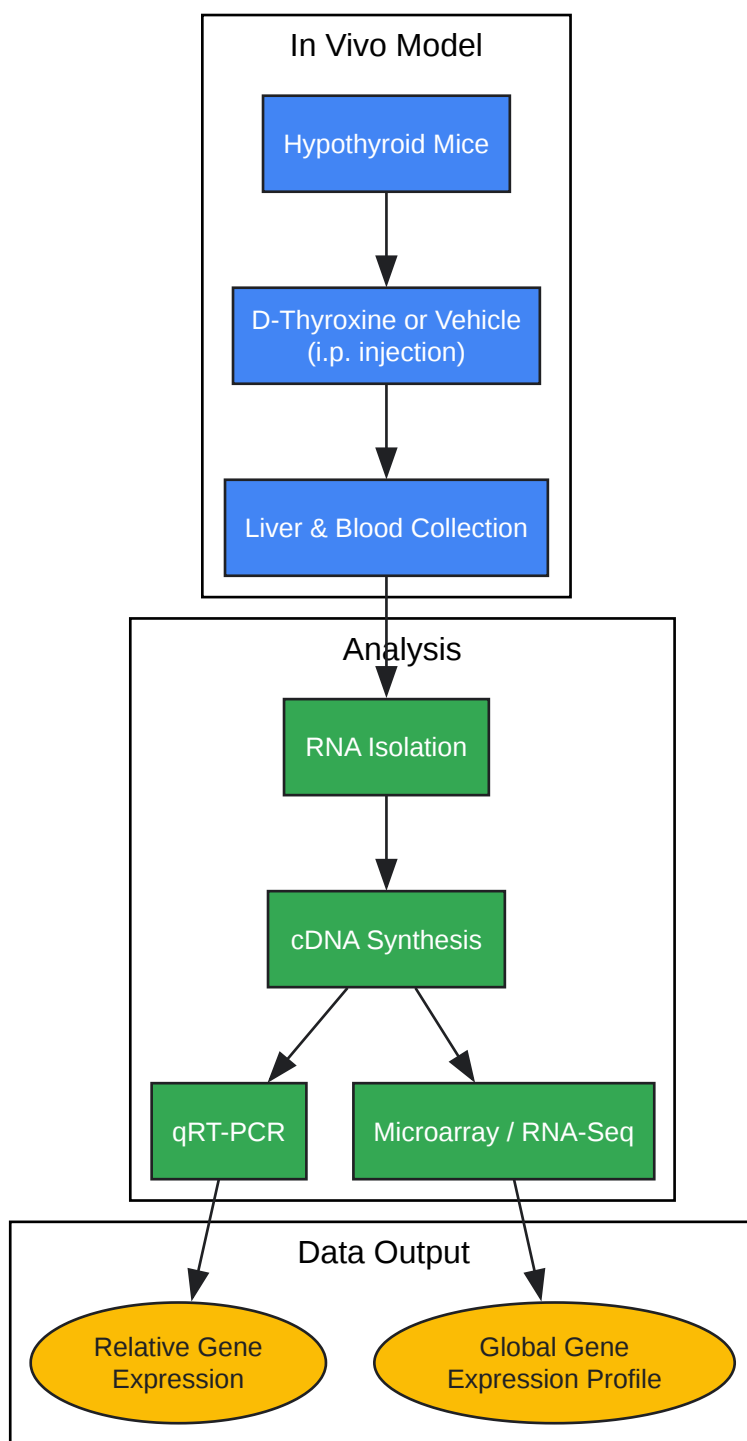 In Vivo Model
Hypothyroid Mice
D-Thyroxine or Vehicle
(i.p. injection)
Liver & Blood Collection
Analysis
RNA Isolation
cDNA Synthesis
qRT-PCR
Microarray / RNA-Seq
Data Output
Relative Gene
Expression
Global Gene
Expression Profile